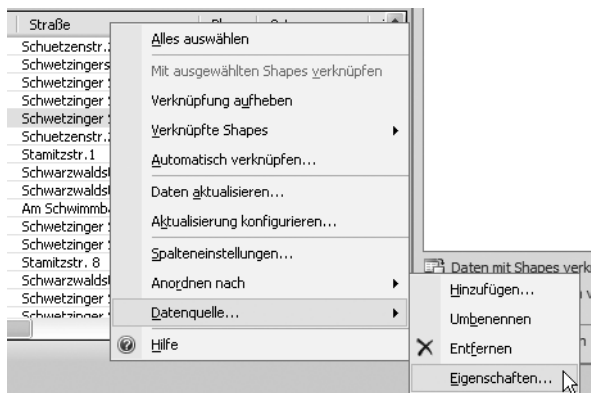 Straße
Schuetzenstr.
Schwetzingers
Schwetzinger
Schwetzinger
Schwetzinger
Schuetzenstr.
Stamitzstr.1
Schwarzwalds
Schwarzwalds
Am Schwimmb
Schwetzinger
Schwetzinger
Stamitzstr. 8
Schwarzwalds
Schwetzinger
Schwetzinger
Alles auswählen
Mit ausgewählten Shapes verknüpfen
Verknüpfung aufheben
Verknüpfte Shapes
Automatisch verknüpfen...
Daten aktualisieren...
Aktualisierung konfigurieren...
Spalteneinstellungen...
Anordnen nach
Datenquelle...
Hilfe
Daten mit Shapes verk
Hinzufügen...
Umbenennen
Entfernen
Eigenschaften...